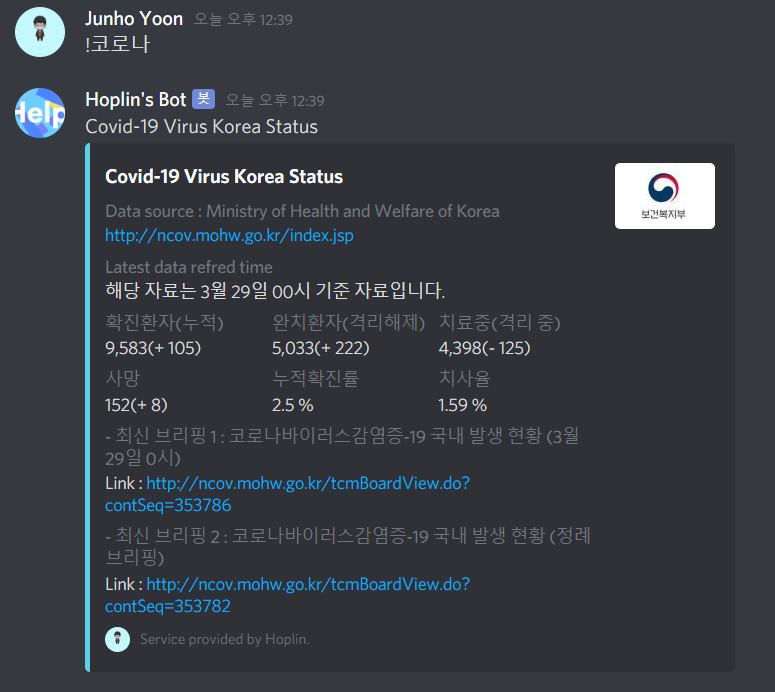 Junho Yoon 오늘 오후 12:39
!코로나
Help
Hoplin's Bot 봇 오늘 오후 12:39
Covid-19 Virus Korea Status
Covid-19 Virus Korea Status
보건복지부
Data source : Ministry of Health and Welfare of Korea
http://ncov.mohw.go.kr/index.jsp
Latest data refred time
해당 자료는 3월 29일 00시 기준 자료입니다.
확진환자(누적) 완치환자(격리해제) 치료중(격리 중)
9,583(+ 105) 5,033(+ 222) 4,398(- 125)
사망 누적확진률 치사율
152(+ 8) 2.5 % 1.59 %
- 최신 브리핑 1 : 코로나바이러스감염증-19 국내 발생 현황 (3월
29일 0시)
Link : http://ncov.mohw.go.kr/tcmBoardView.do?
contSeq=353786
- 최신 브리핑 2 : 코로나바이러스감염증-19 국내 발생 현황 (정례
브리핑)
Link : http://ncov.mohw.go.kr/tcmBoardView.do?
contSeq=353782
Service provided by Hoplin.